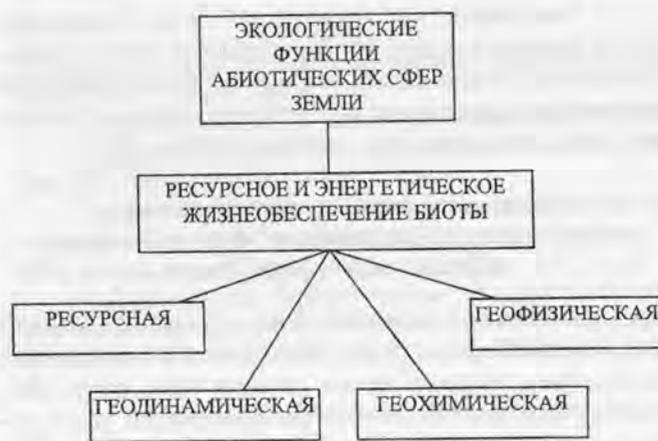 ЭКОЛОГИЧЕСКИЕ
ФУНКЦИИ
АБИОТИЧЕСКИХ СФЕР
ЗЕМЛИ
РЕСУРСНОЕ И ЭНЕРГЕТИЧЕСКОЕ
ЖИЗНЕОБЕСПЕЧЕНИЕ БИОТЫ
РЕСУРСНАЯ
ГЕОФИЗИЧЕСКАЯ
ГЕОДИНАМИЧЕСКАЯ
ГЕОХИМИЧЕСКАЯ